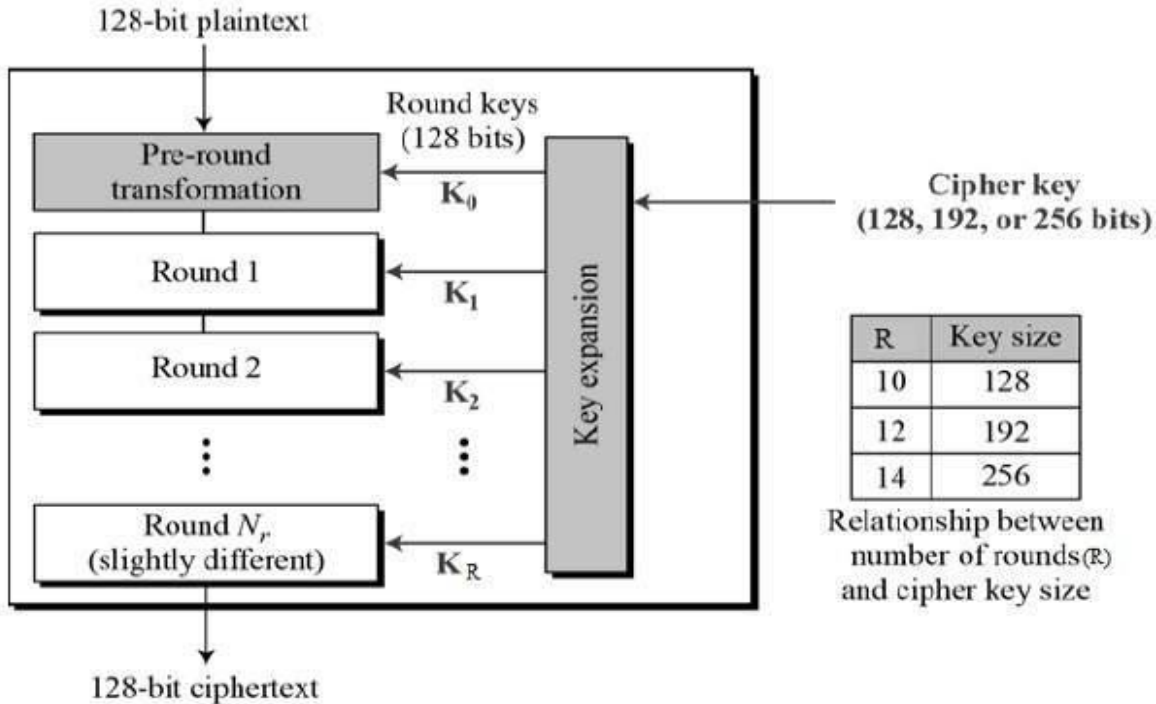 128-bit plaintext
Round keys
(128 bits)
Pre-round
transformation
K₀
Cipher key
(128, 192, or 256 bits)
Round 1
K₁
Round 2
K₂
Key expansion
Round Nᵣ
(slightly different)
K_R
R Key size
10 128
12 192
14 256
Relationship between
number of rounds(R)
and cipher key size
128-bit ciphertext